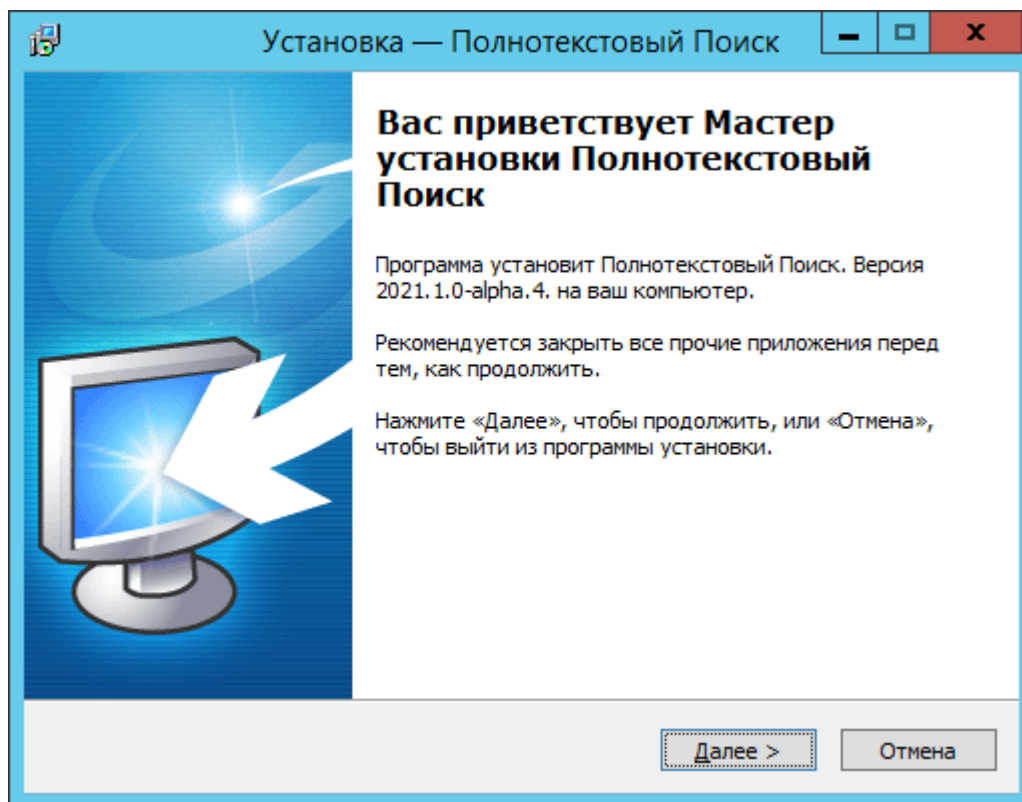 Установка — Полнотекстовый Поиск
Вас приветствует Мастер
установки Полнотекстовый
Поиск
Программа установит Полнотекстовый Поиск. Версия
2021.1.0-alpha.4. на ваш компьютер.
Рекомендуется закрыть все прочие приложения перед
тем, как продолжить.
Нажмите «Далее», чтобы продолжить, или «Отмена»,
чтобы выйти из программы установки.
Далее >
Отмена